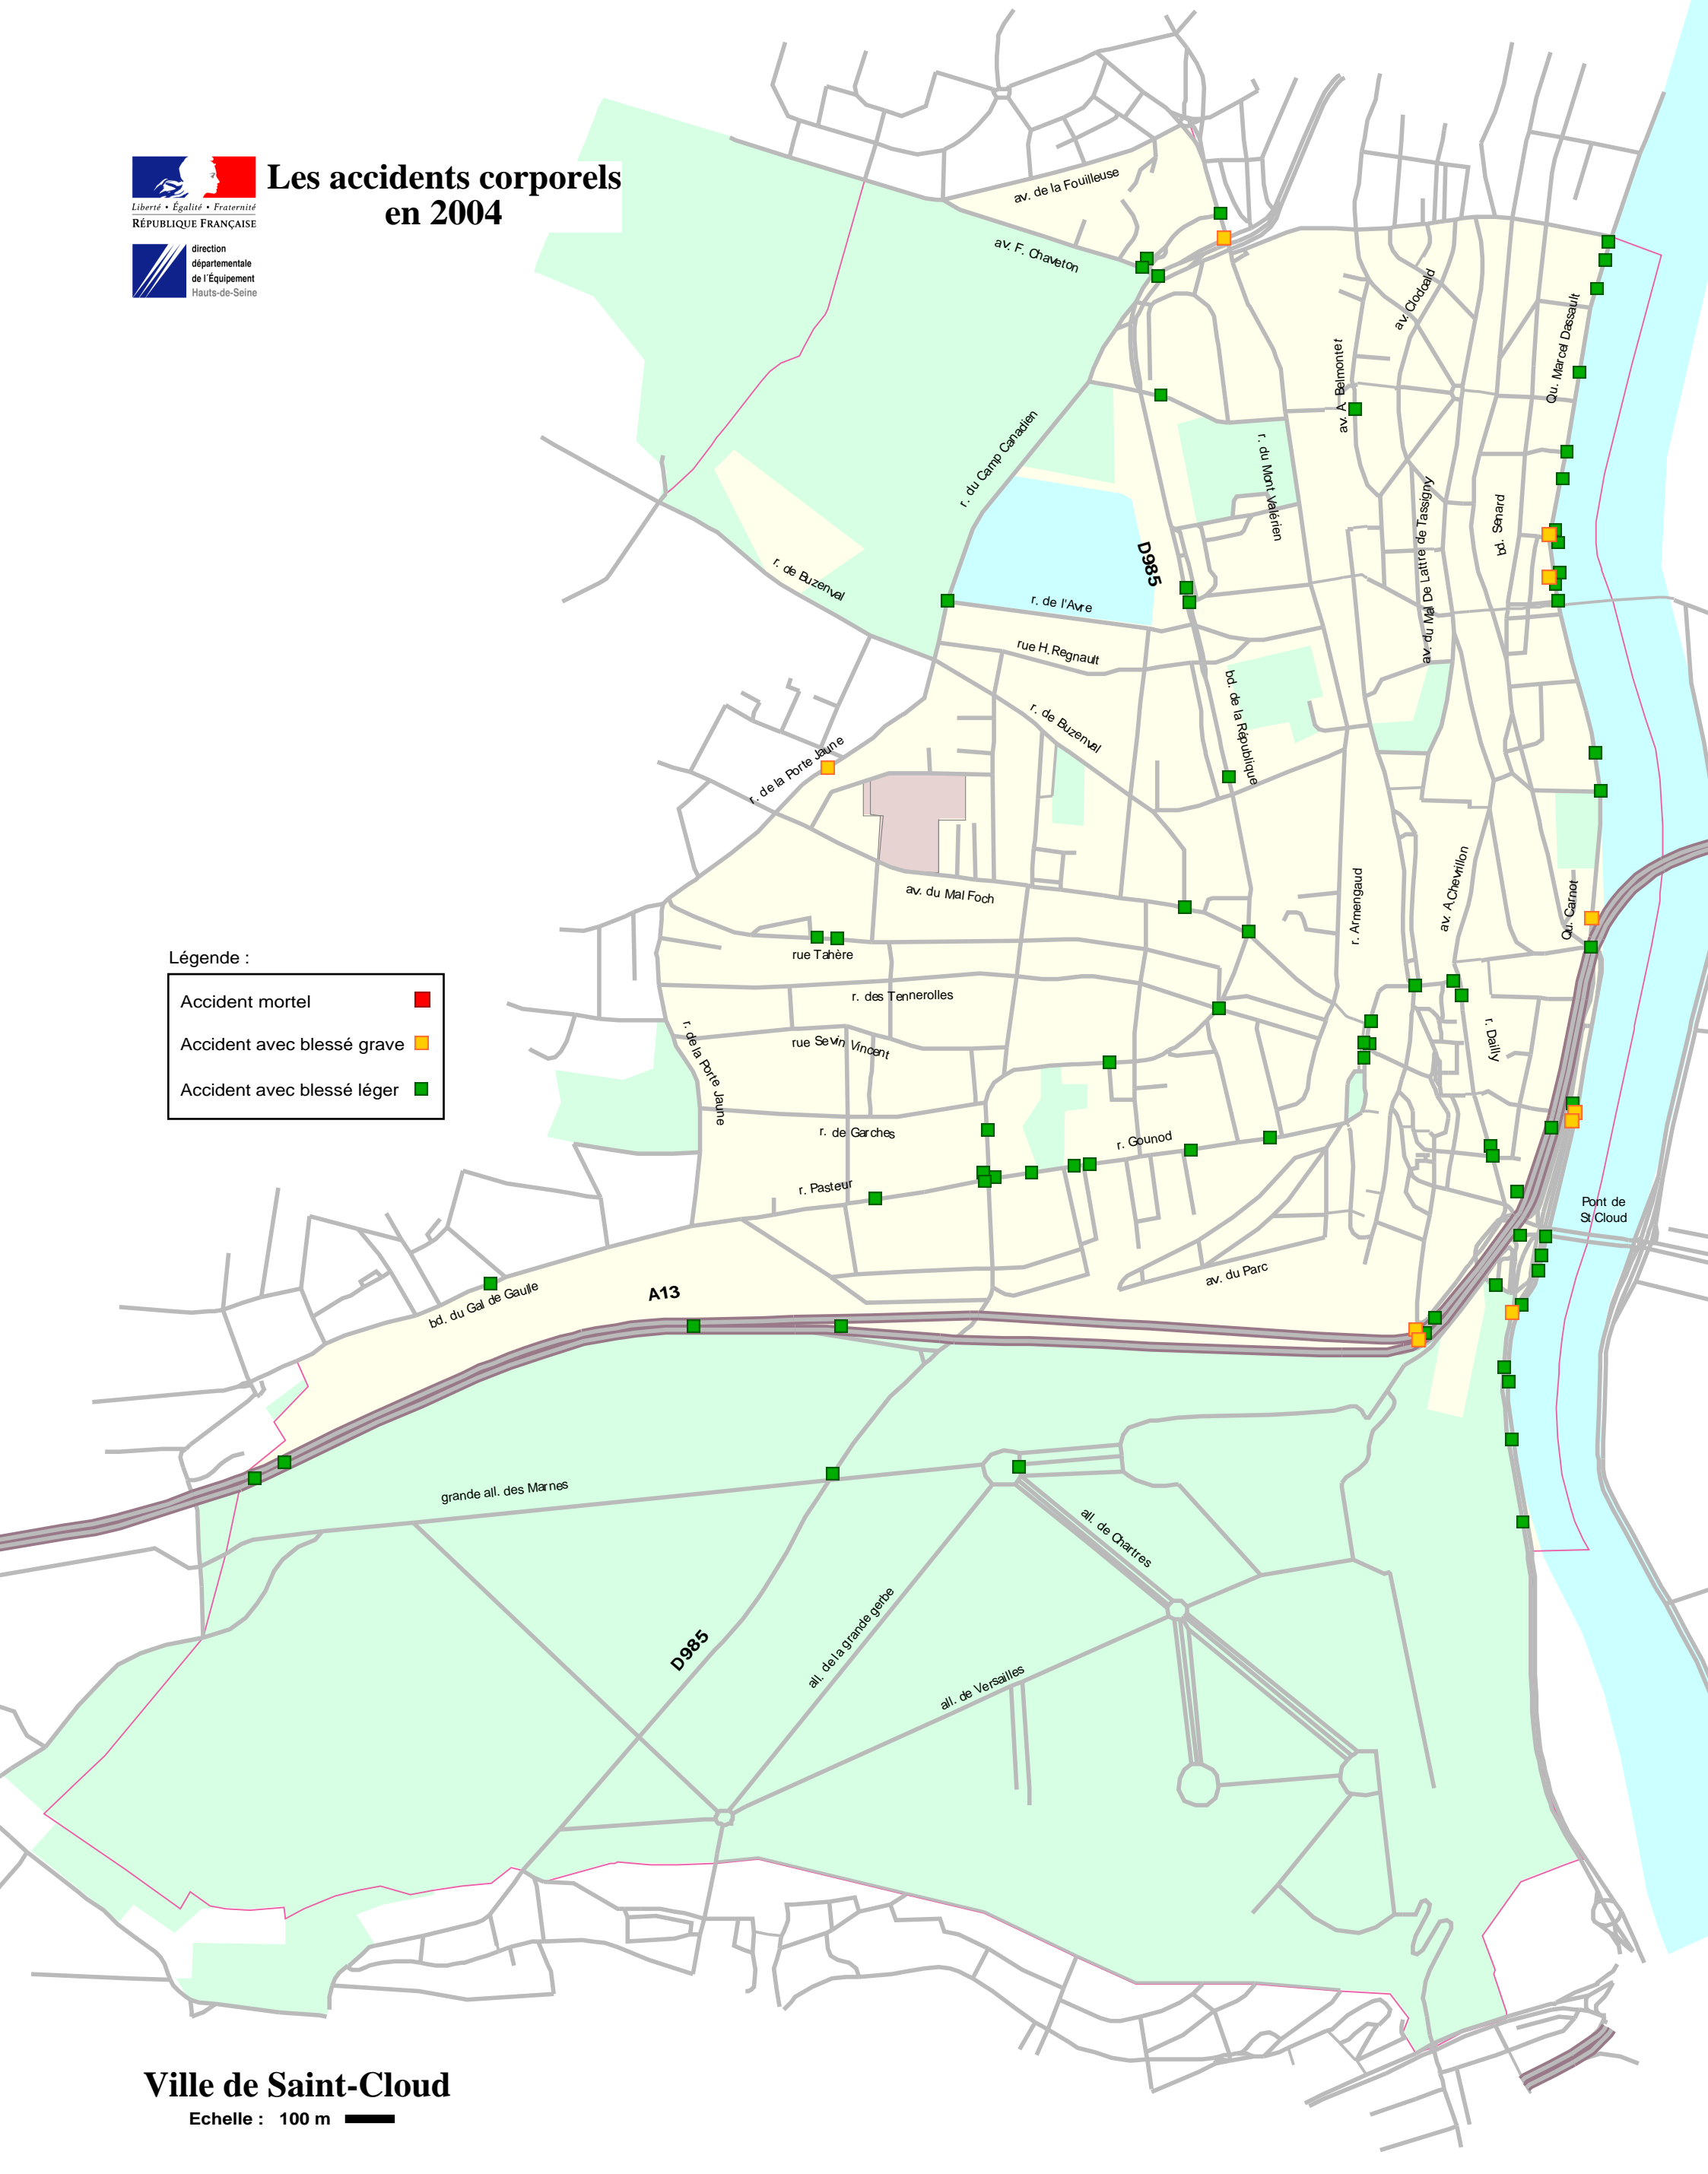 Liberté • Égalité • Fraternité
RÉPUBLIQUE FRANÇAISE
direction
départementale
de l'Équipement
Hauts-de-Seine
Les accidents corporels
en 2004
av. de la Fouilleuse
av. F. Chaveton
av. Clodoald
Qu. Marcel Dassault
av. A. Belmontet
r. du Camp Canadien
r. du Mont Valérien
av. du Mal De Lattre de Tassigny
bd. Senard
D985
r. de Buzenval
r. de l'Avre
rue H.Regnault
r. de Buzenval
bd. de la République
r. de la Porte Jaune
av. du Mal Foch
r. Armengaud
av. A.Chevrillon
Qu. Carnot
rue Tahère
r. des Tennerolles
r. de la Porte Jaune
rue Sevin Vincent
r. Dailly
r. de Garches
r. Gounod
r. Pasteur
Pont de
St Cloud
av. du Parc
bd. du Gal de Gaulle
A13
Légende :
Accident mortel
Accident avec blessé grave
Accident avec blessé léger
grande all. des Marnes
all. de Chartres
all. de la grande gerbe
D985
all. de Versailles
Ville de Saint-Cloud
Echelle : 100 m